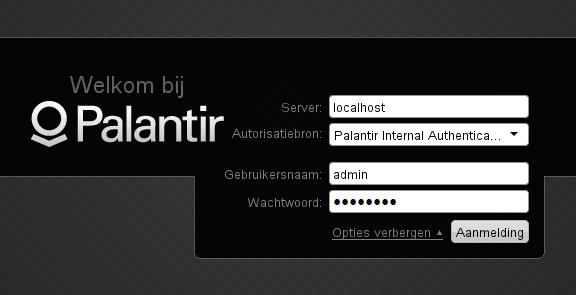 Welkom bij
Palantir
Server: localhost
Autorisatiebron: Palantir Internal Authentica...
Gebruikersnaam: admin
Wachtwoord: ●●●●●●●●
Opties verbergen ▲ Aanmelding